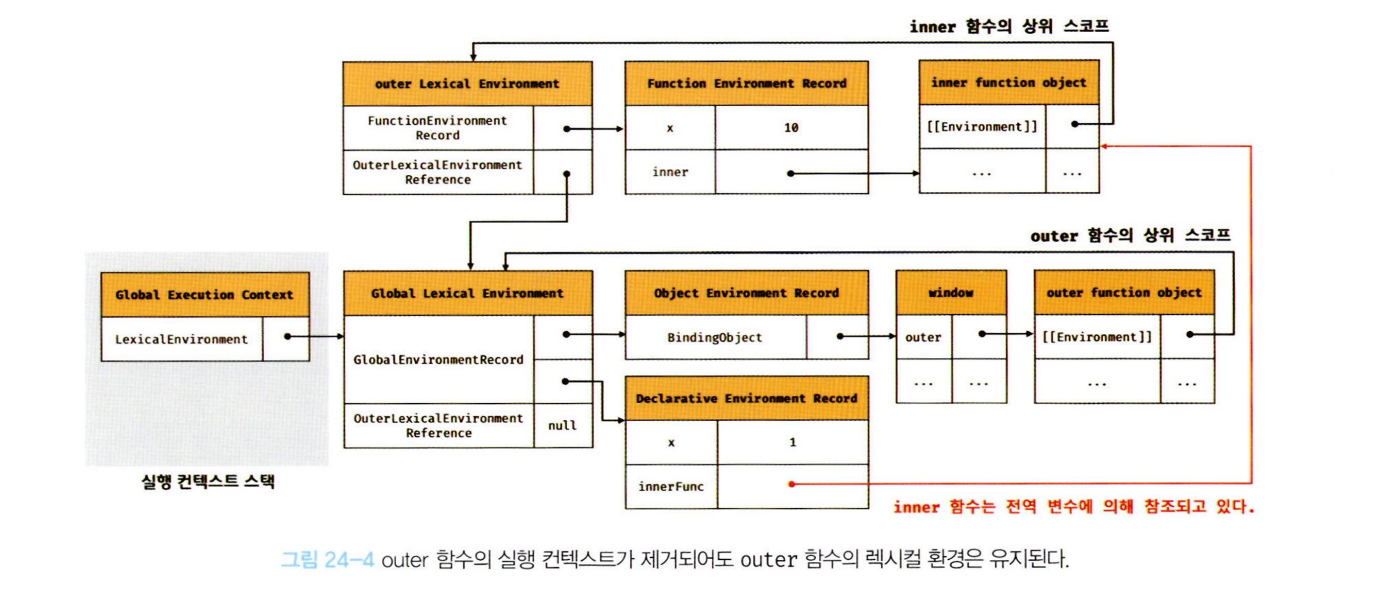 inner 함수의 상위 스코프
outer Lexical Environment
FunctionEnvironment
Record
OuterLexicalEnvironment
Reference
Function Environment Record
x 10
inner
inner function object
[[Environment]]
... ...
outer 함수의 상위 스코프
Global Execution Context
LexicalEnvironment
실행 컨텍스트 스택
Global Lexical Environment
GlobalEnvironmentRecord
OuterLexicalEnvironment
Reference
null
Object Environment Record
BindingObject
window
outer
... ...
outer function object
[[Environment]]
... ...
Declarative Environment Record
x 1
innerFunc
inner 함수는 전역 변수에 의해 참조되고 있다.
그림 24-4 outer 함수의 실행 컨텍스트가 제거되어도 outer 함수의 렉시컬 환경은 유지된다.